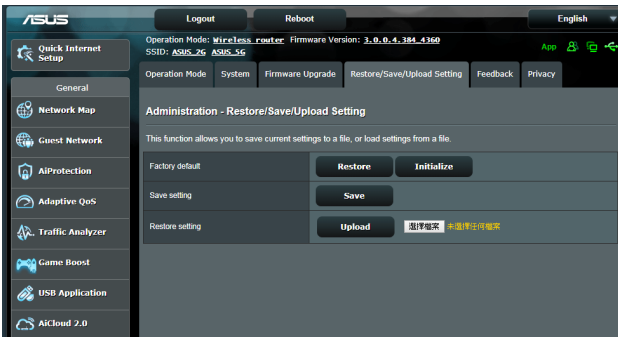 ASUS
Logout
Reboot
English
Quick Internet Setup
Operation Mode: Wireless router Firmware Version: 3.0.0.4.384_4360
SSID: ASUS_2G ASUS_5G
App
Operation Mode
System
Firmware Upgrade
Restore/Save/Upload Setting
Feedback
Privacy
General
Network Map
Guest Network
AiProtection
Adaptive QoS
Traffic Analyzer
Game Boost
USB Application
AiCloud 2.0
Administration - Restore/Save/Upload Setting
This function allows you to save current settings to a file, or load settings from a file.
Factory default
Restore
Initialize
Save setting
Save
Restore setting
Upload
選擇檔案 未選擇任何檔案